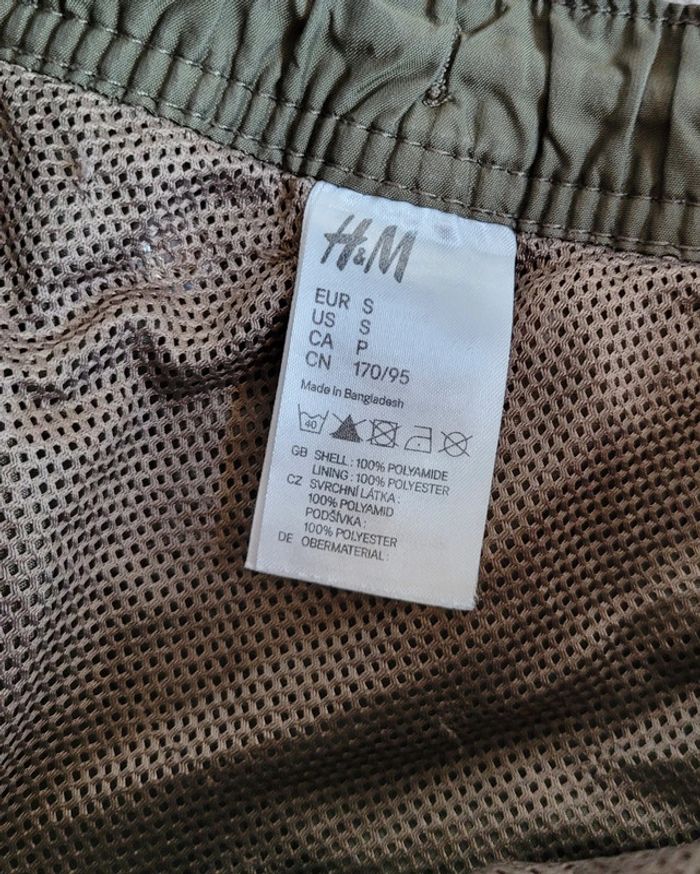 H&M
EUR S
US S
CA P
CN 170/95
Made in Bangladesh
40
GB SHELL: 100% POLYAMIDE
LINING: 100% POLYESTER
CZ SVRCHNÍ LÁTKA:
100% POLYAMID
PODŠÍVKA:
100% POLYESTER
DE OBERMATERIAL: